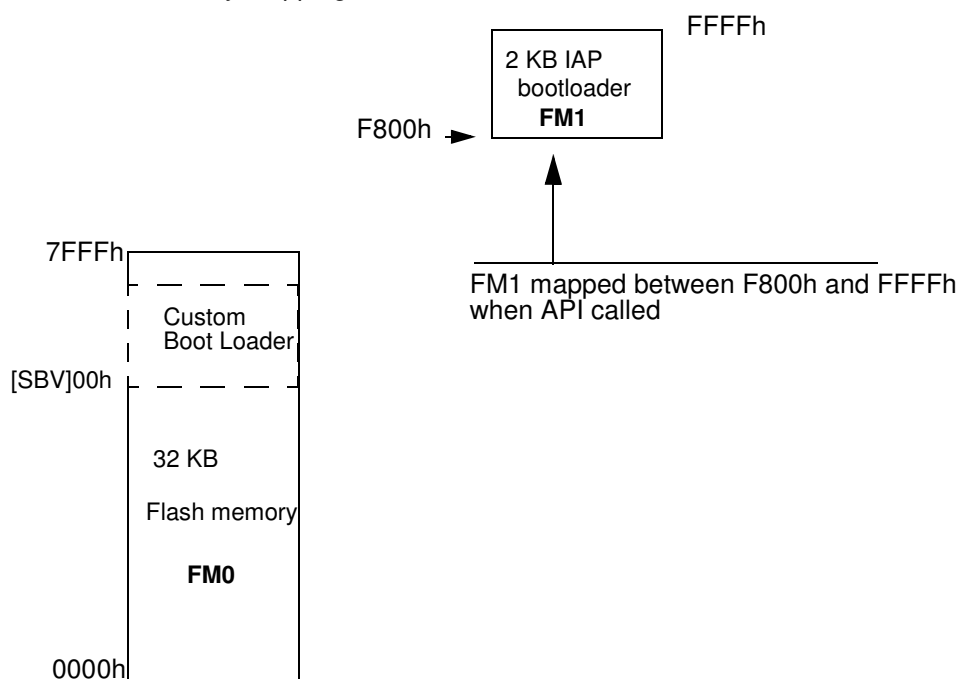 FFFFh
2 KB IAP
bootloader
FM1
F800h
7FFFh
FM1 mapped between F800h and FFFFh
when API called
Custom
Boot Loader
[SBV]00h
32 KB
Flash memory
FM0
0000h